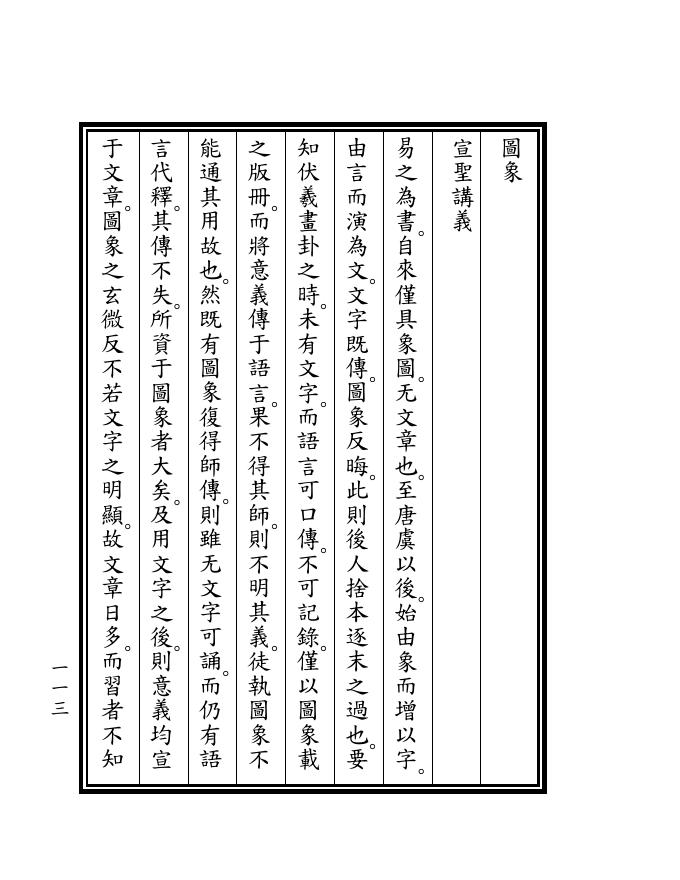 圖象
宣聖講義
易之為書。自來僅具象圖。无文章也。至唐虞以後。始由象而增以字。
由言而演為文。文字既傳。圖象反晦。此則後人捨本逐末之過也。要
知伏羲畫卦之時。未有文字。而語言可口傳。不可記錄。僅以圖象載
之版冊。而將意義傳于語言。果不得其師。則不明其義。徒執圖象不
能通其用故也。然既有圖象復得師傳。則雖无文字可誦。而仍有語
言代釋。其傳不失。所資于圖象者大矣。及用文字之後。則意義均宣
于文章。圖象之玄微反不若文字之明顯。故文章日多。而習者不知
一一三